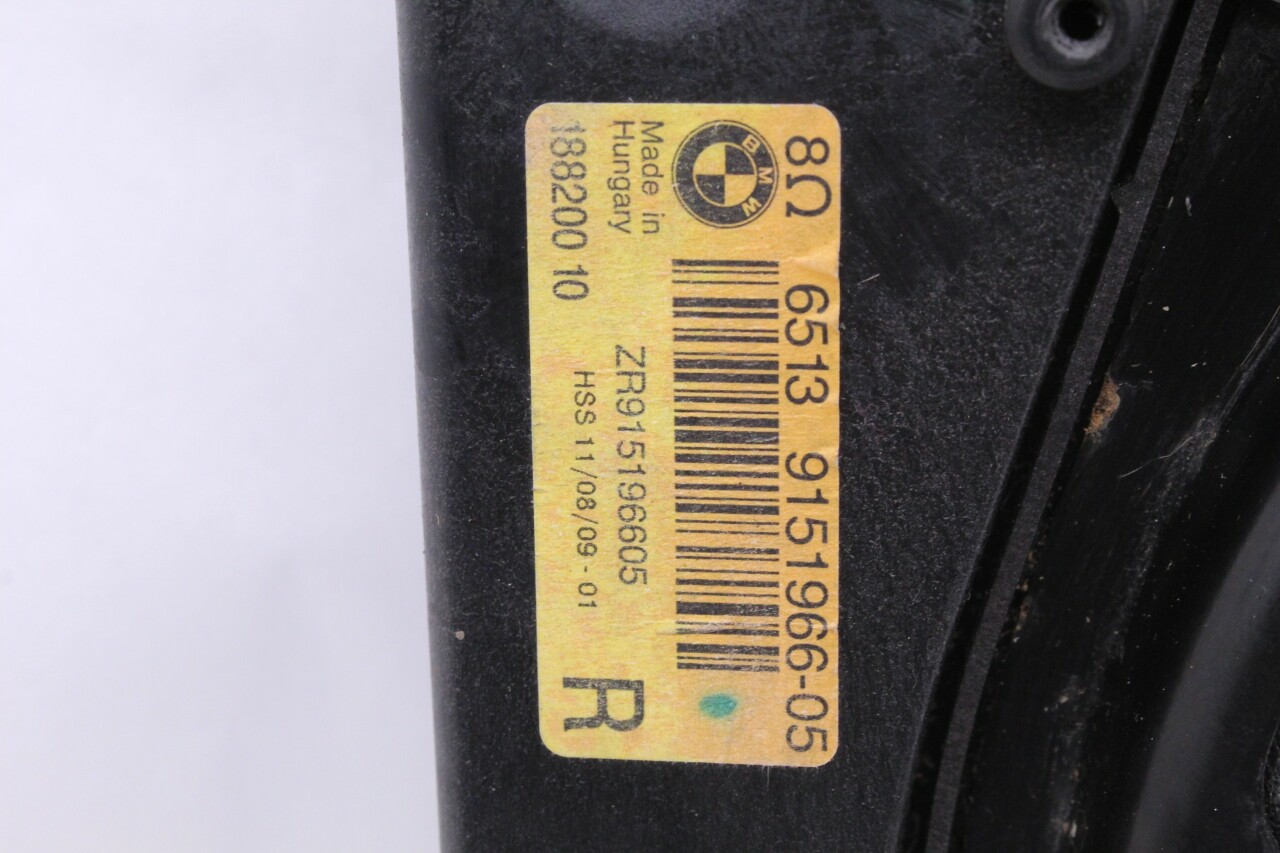 8Ω 6513 9151966-05
BMW
Made in
Hungary
ZR915196605
HSS 11/08/09-01
188200 10
R